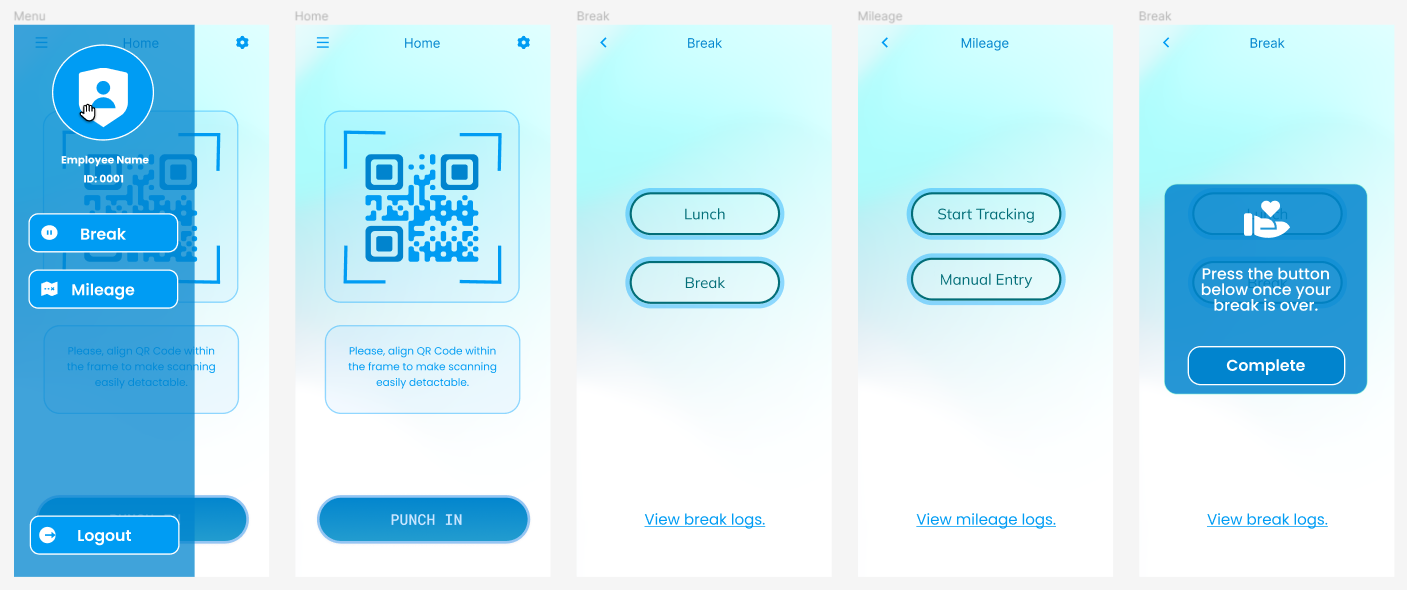 Menu
Home
Employee Name
ID: 0001
Break
Mileage
Please, align QR Code within
the frame to make scanning
easily detactable.
Logout
Home
Home
Please, align QR Code within
the frame to make scanning
easily detactable.
PUNCH IN
Break
Break
Lunch
Break
View break logs.
Mileage
Mileage
Start Tracking
Manual Entry
View mileage logs.
Break
Break
Press the button
below once your
break is over.
Complete
View break logs.